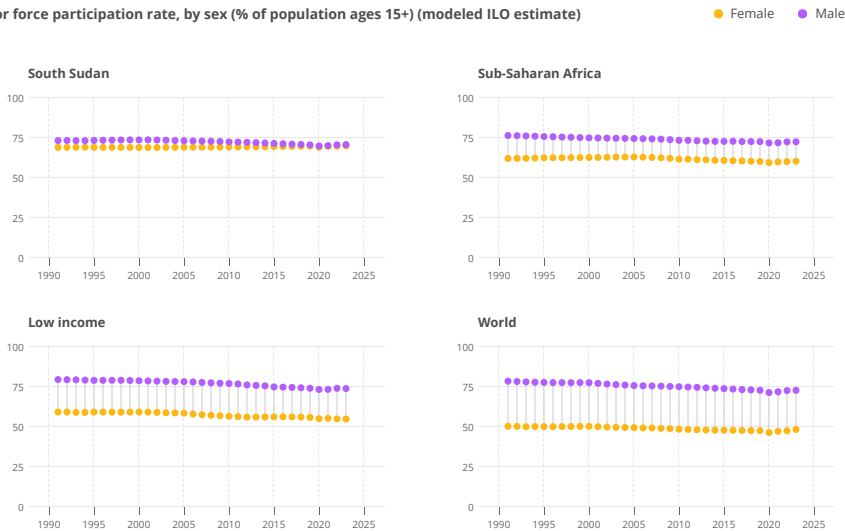 or force participation rate, by sex (% of population ages 15+) (modeled ILO estimate)
Female Male
South Sudan
100
75
50
25
0
1990 1995 2000 2005 2010 2015 2020 2025
Sub-Saharan Africa
100
75
50
25
0
1990 1995 2000 2005 2010 2015 2020 2025
Low income
100
75
50
25
0
1990 1995 2000 2005 2010 2015 2020 2025
World
100
75
50
25
0
1990 1995 2000 2005 2010 2015 2020 2025